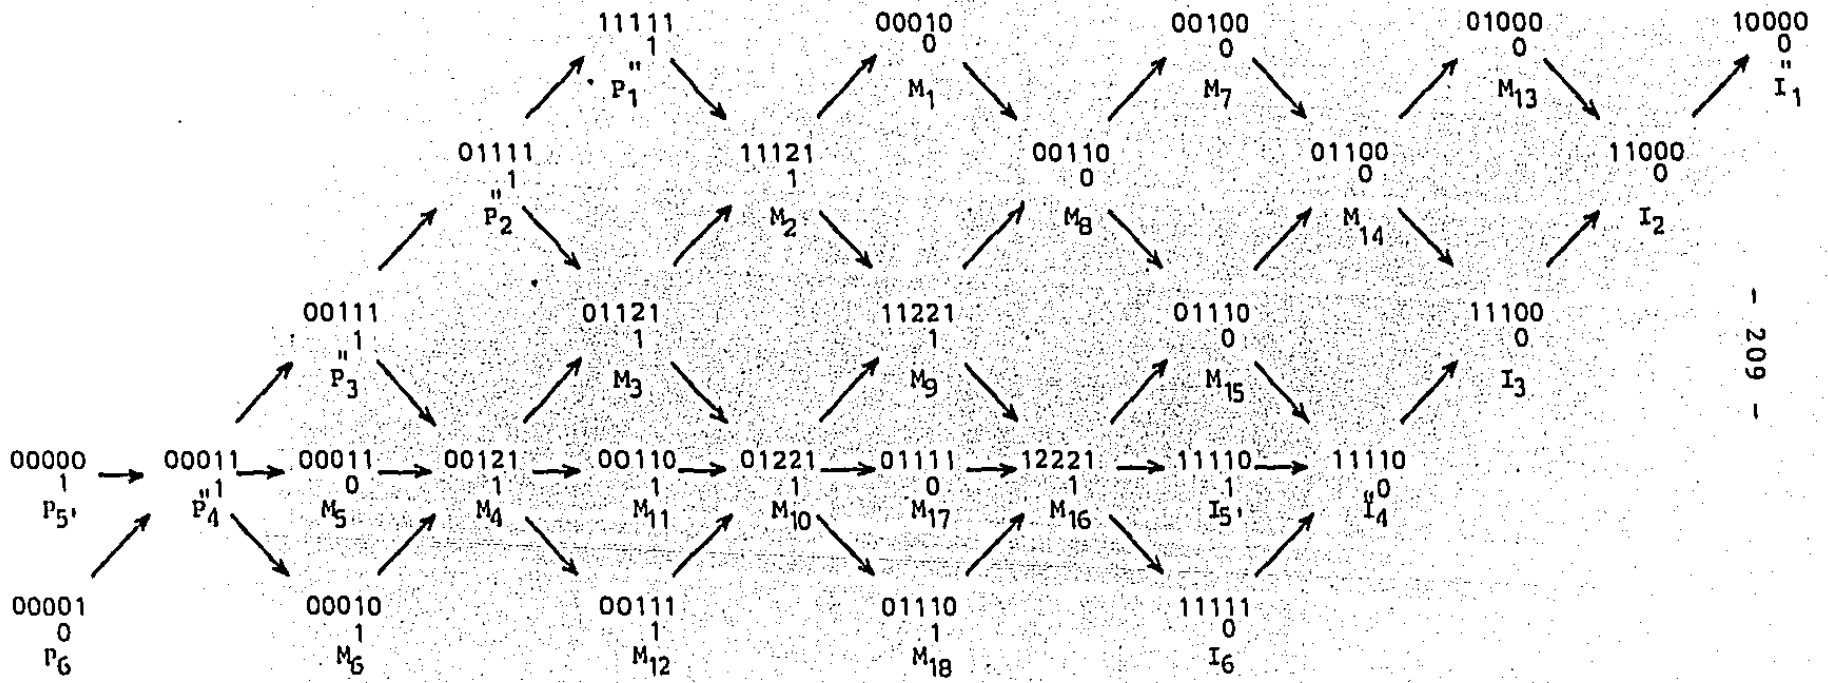 11111 00010 00100 01000 10000
1 0 0 0 0
P"1 M1 M7 M13 I"1
01111 11121 00110 01100 11000
1 1 0 0 0
P"2 M2 M8 M14 I2
00111 01121 11221 01110 11100
1 1 1 0 0
P"3 M3 M9 M15 I3
- 209 -
00000 00011 00011 00121 00110 01221 01111 12221 11110 11110
1 1 0 1 1 1 0 1 1 0
P5' P"4 M5 M4 M11 M10 M17 M16 I5' I"4
00001 00010 00111 01110 11111
0 1 1 1 0
P6 M6 M12 M18 I6